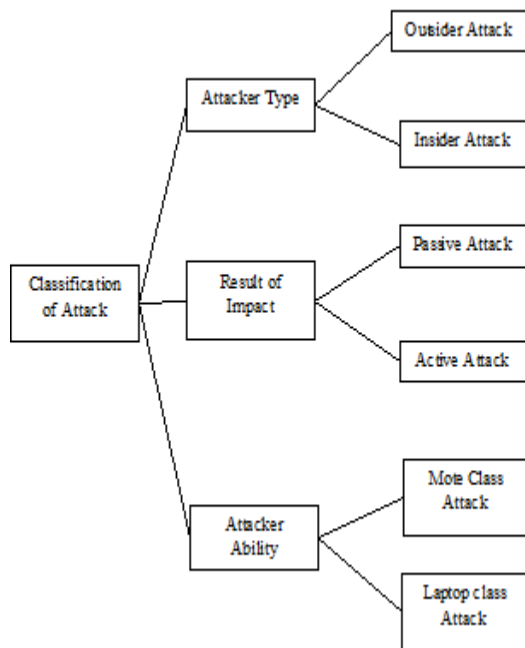 Outsider Attack
Attacker Type
Insider Attack
Passive Attack
Classification
of Attack
Result of
Impact
Active Attack
Mote Class
Attack
Attacker
Ability
Laptop class
Attack